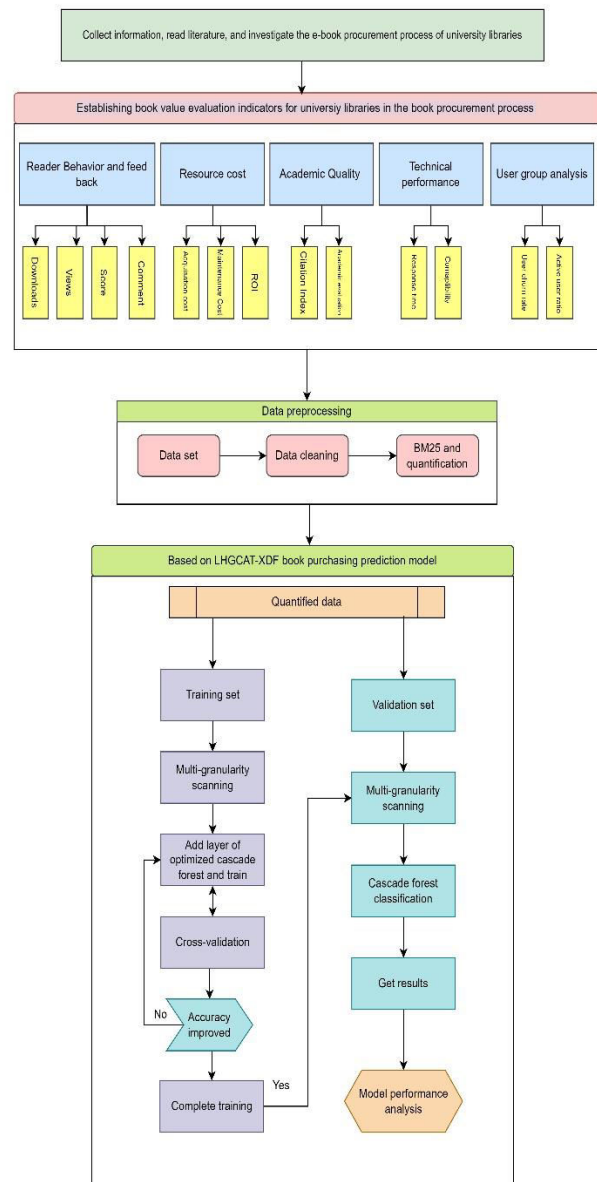 Collect information, read literature, and investigate the e-book procurement process of university libraries
Establishing book value evaluation indicators for universiy libraries in the book procurement process
Reader Behavior and feed
back
Resource cost
Academic Quality
Technical
performance
User group analysis
Downloads
Views
Score
Comment
Acquisition cost
Maintenance Cost
ROI
Citation Index
Academic evaluation
Response time
Compatibility
User churn rate
Active user ratio
Data preprocessing
Data set
Data cleaning
BM25 and
quantification
Based on LHGCAT-XDF book purchasing prediction model
Quantified data
Training set
Validation set
Multi-granularity
scanning
Multi-granularity
scanning
Add layer of
optimized cascade
forest and train
Cascade forest
classification
Cross-validation
Get results
No
Accuracy
improved
Yes
Complete training
Model performance
analysis